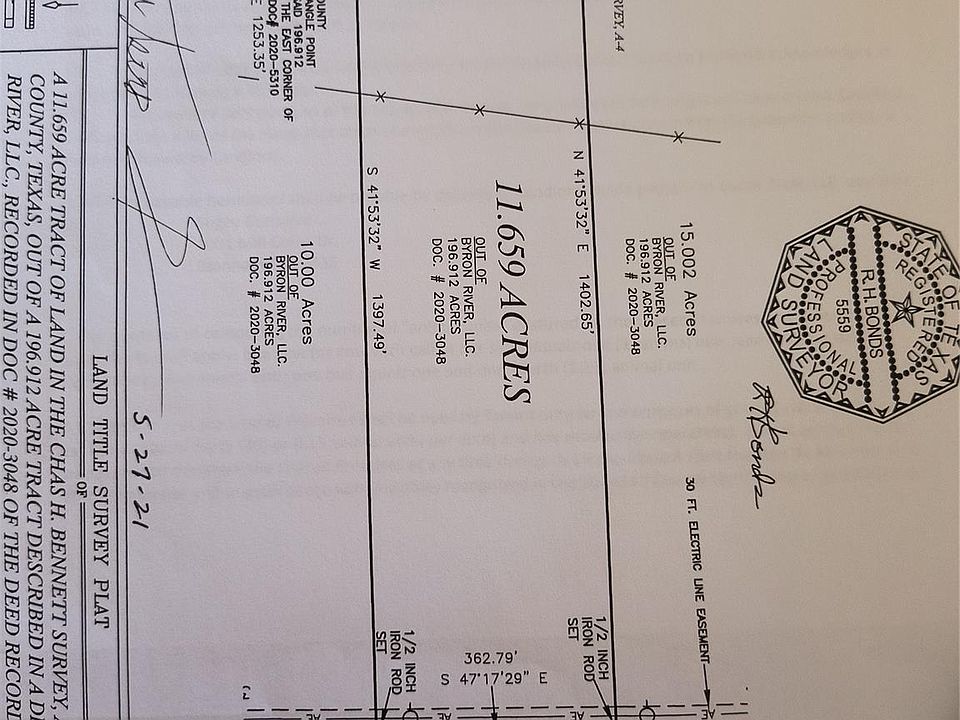 RVEY, A-4
STATE OF TEXAS
REGISTERED
R.H.BONDS
5559
PROFESSIONAL
LAND SURVEYOR
RHBonds
30 FT. ELECTRIC LINE EASEMENT
15.002 Acres
OUT OF
BYRON RIVER, LLC.
196.912 ACRES
DOC. # 2020-3048
N 41°53'32" E 1402.65'
1/2 INCH
IRON ROD
SET
11.659 ACRES
OUT OF
BYRON RIVER, LLC.
196.912 ACRES
DOC. # 2020-3048
362.79'
S 47°17'29" E
S 41°53'32" W 1397.49'
1/2 INCH
IRON ROD
SET
10.00 Acres
OUT OF
BYRON RIVER, LLC.
196.912 ACRES
DOC. # 2020-3048
OUNTY
ANGLE POINT
SAID 196.912
THE EAST CORNER OF
DOC# 2020-5310
E 1253.35'
5-27-21
LAND TITLE SURVEY PLAT
OF
A 11.659 ACRE TRACT OF LAND IN THE CHAS H. BENNETT SURVEY,
COUNTY, TEXAS, OUT OF A 196.912 ACRE TRACT DESCRIBED IN A
RIVER, LLC., RECORDED IN DOC # 2020-3048 OF THE DEED RECOR